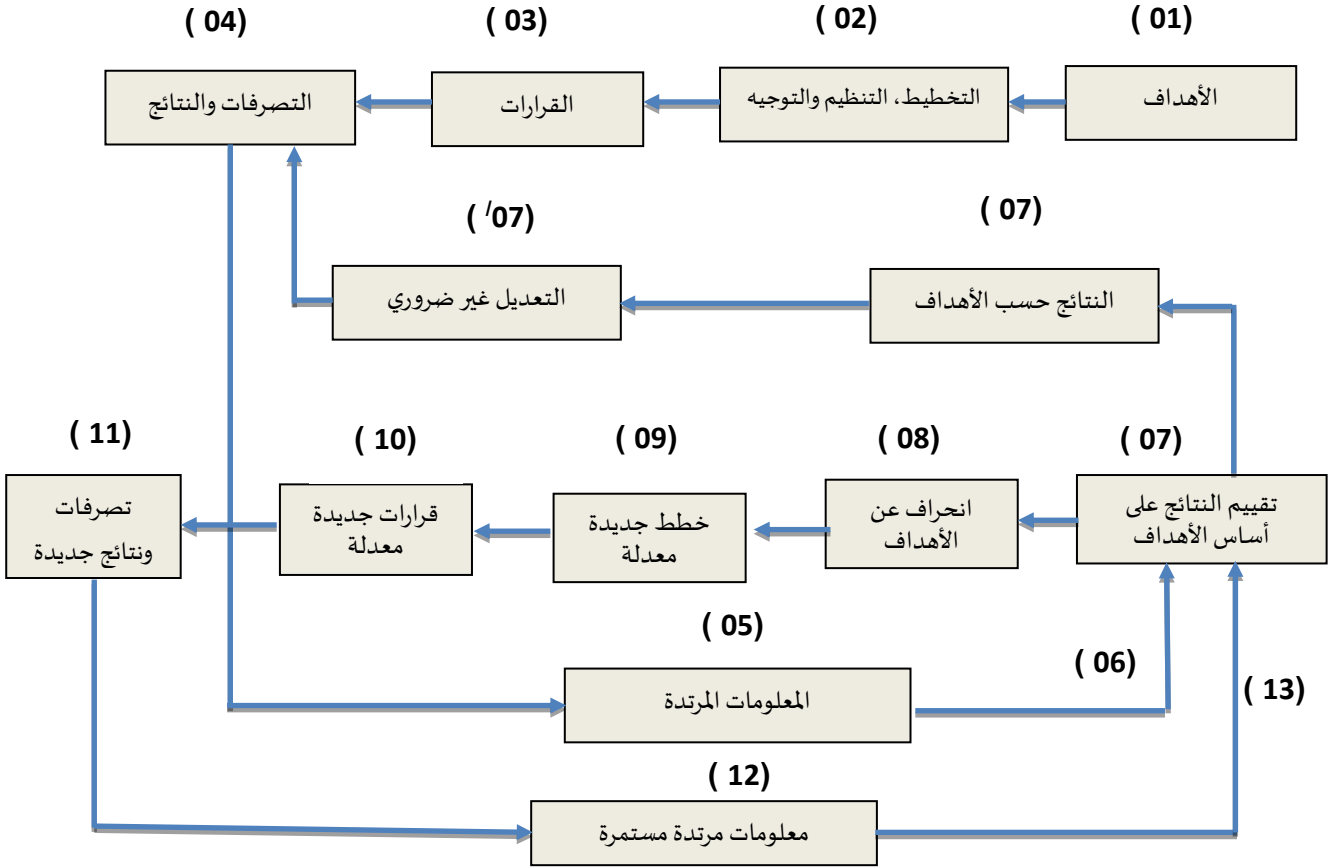 ( 01)
( 02)
( 03)
( 04)
الأهداف
التخطيط، التنظيم والتوجيه
القرارات
التصرفات والنتائج
( 07)
( /07)
النتائج حسب الأهداف
التعديل غير ضروري
( 07)
( 08)
( 09)
( 10)
( 11)
تقييم النتائج على
أساس الأهداف
انحراف عن
الأهداف
خطط جديدة
معدلة
قرارات جديدة
معدلة
تصرفات
ونتائج جديدة
( 05)
( 06)
( 13)
المعلومات المرتدة
( 12)
معلومات مرتدة مستمرة